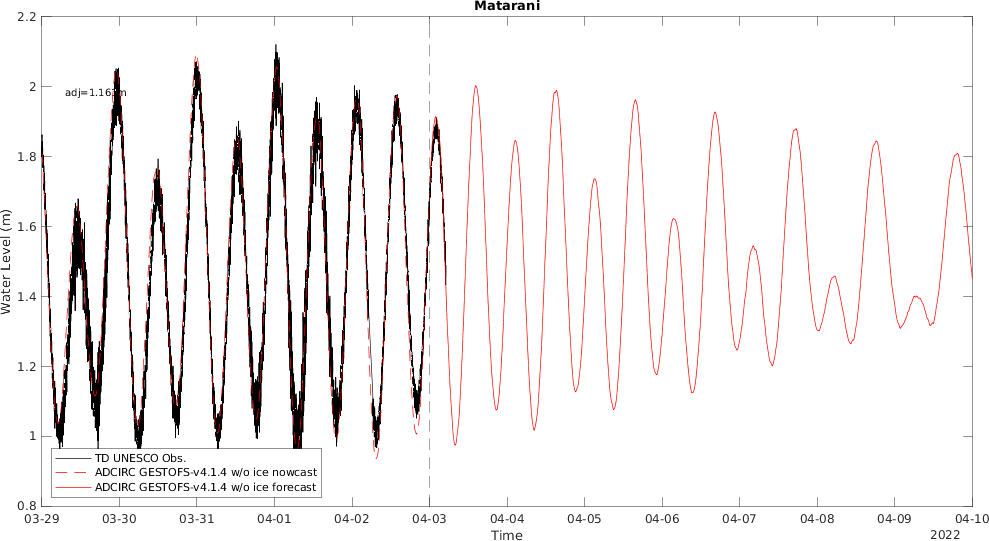 Matarani
2.2
2
1.8
1.6
1.4
1.2
1
0.8
Water Level (m)
TD UNESCO Obs.
ADCIRC GESTOFS-v4.1.4 w/o ice nowcast
ADCIRC GESTOFS-v4.1.4 w/o ice forecast
03-29 03-30 03-31 04-01 04-02 04-03 04-04 04-05 04-06 04-07 04-08 04-09 04-10
Time
2022